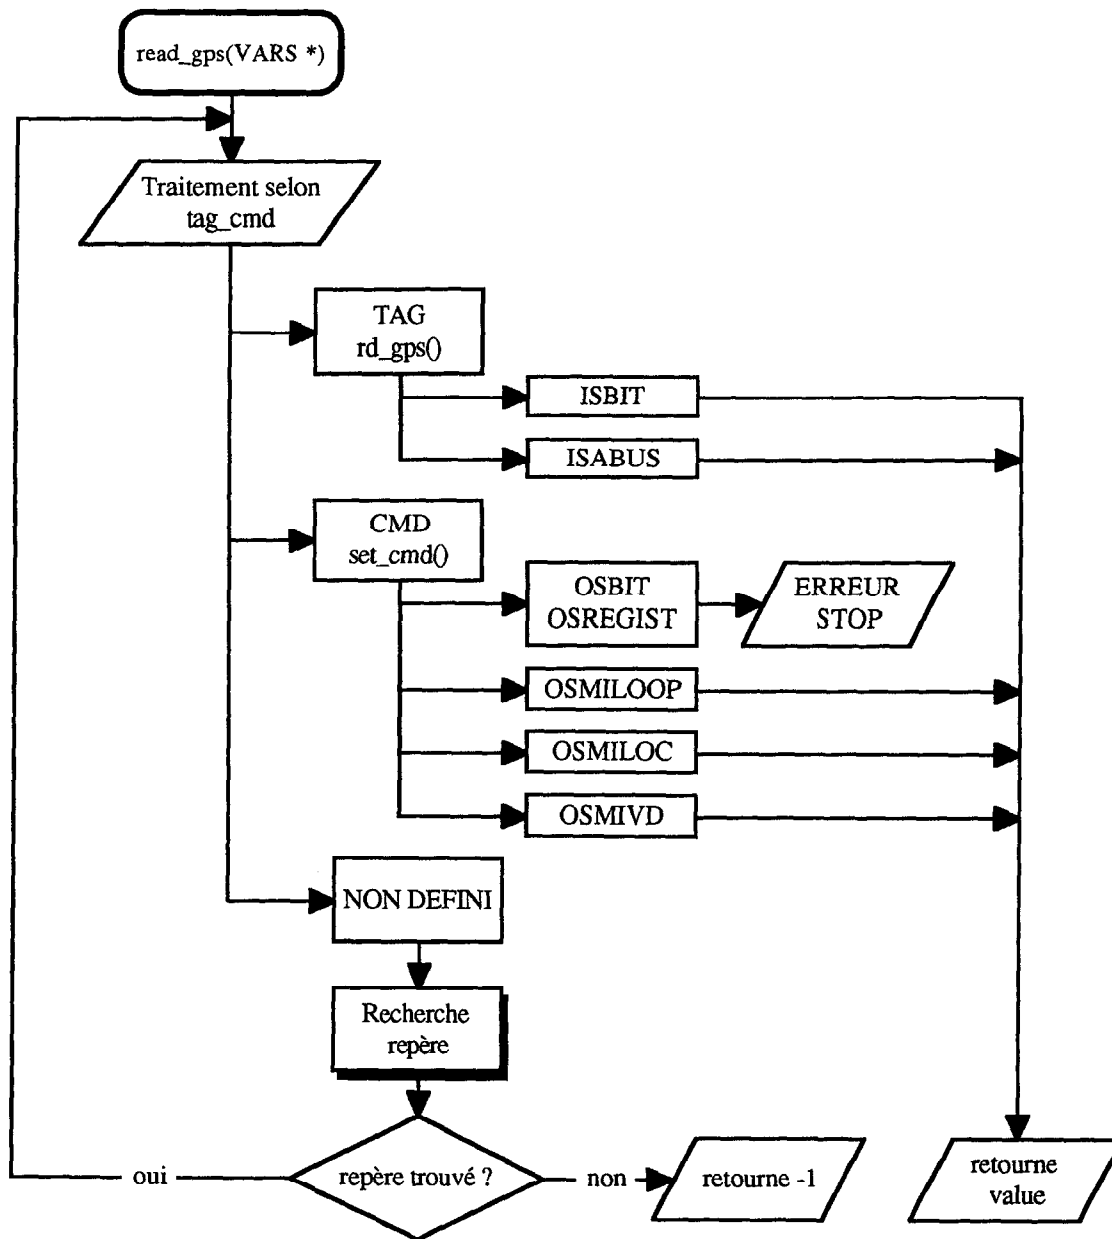 read_gps(VARS *)
Traitement selon
tag_cmd
TAG
rd_gps()
ISBIT
ISABUS
CMD
set_cmd()
OSBIT
OSREGIST
ERREUR
STOP
OSMILOOP
OSMILOC
OSMIVD
NON DEFINI
Recherche
repère
oui
repère trouvé ?
non
retourne -1
retourne
value